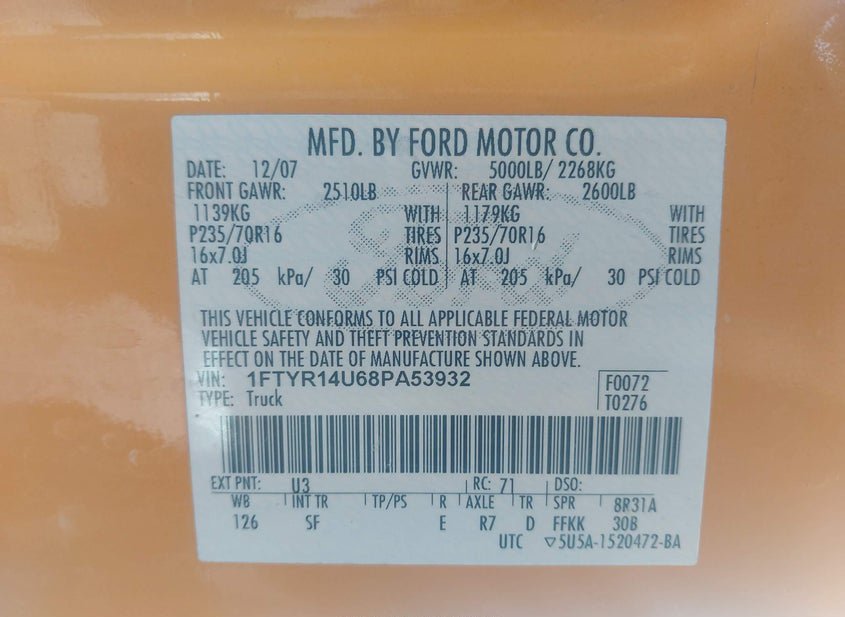 MFD. BY FORD MOTOR CO.
DATE: 12/07 GVWR: 5000LB/ 2268KG
FRONT GAWR: 2510LB REAR GAWR: 2600LB
1139KG WITH 1179KG WITH
P235/70R16 TIRES P235/70R16 TIRES
16x7.0J RIMS 16x7.0J RIMS
AT 205 kPa/ 30 PSI COLD AT 205 kPa/ 30 PSI COLD
THIS VEHICLE CONFORMS TO ALL APPLICABLE FEDERAL MOTOR
VEHICLE SAFETY AND THEFT PREVENTION STANDARDS IN
EFFECT ON THE DATE OF MANUFACTURE SHOWN ABOVE.
VIN: 1FTYR14U68PA53932 F0072
TYPE: Truck T0276
EXT PNT: U3 RC: 71 DSO:
WB INT TR TP/PS R AXLE TR SPR 8R31A
126 SF E R7 D FFKK 30B
UTC ▽5U5A-1520472-BA